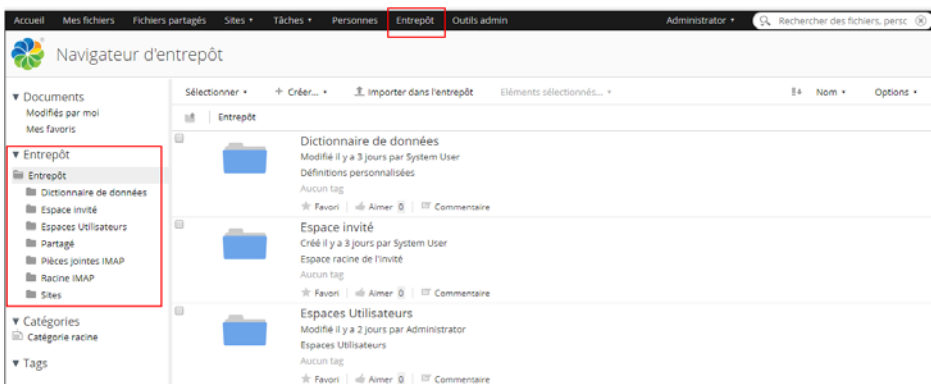 Accueil Mes fichiers Fichiers partagés Sites Tâches Personnes Entrepôt Outils admin Administrator Rechercher des fichiers, persc
Navigateur d'entrepôt
Documents
Modifiés par moi
Mes favoris
Entrepôt
Entrepôt
Dictionnaire de données
Espace invité
Espaces Utilisateurs
Partagé
Pièces jointes IMAP
Racine IMAP
Sites
Catégories
Catégorie racine
Tags
Sélectionner + Créer... Importer dans l'entrepôt Eléments sélectionnés... Nom Options
Entrepôt
Dictionnaire de données
Modifié il y a 3 jours par System User
Définitions personnalisées
Aucun tag
Favori Aimer 0 Commentaire
Espace invité
Créé il y a 3 jours par System User
Espace racine de l'invité
Aucun tag
Favori Aimer 0 Commentaire
Espaces Utilisateurs
Modifié il y a 2 jours par Administrator
Espaces Utilisateurs
Aucun tag
Favori Aimer 0 Commentaire